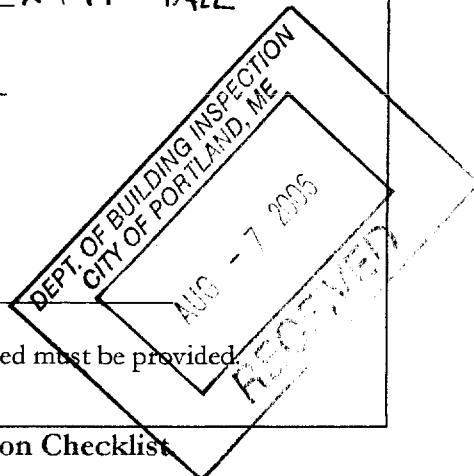 DEPT. OF BUILDING INSPECTION
CITY OF PORTLAND, ME
AUG - 7 2006
RECEIVED
ed must be provided.
on Checklist